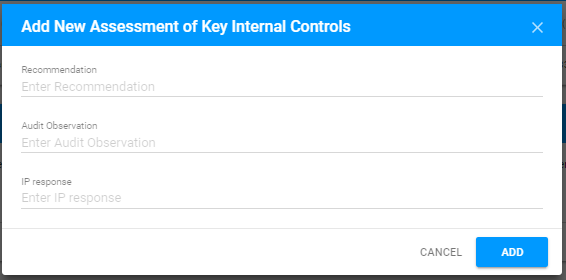 Add New Assessment of Key Internal Controls
Recommendation
Enter Recommendation
Audit Observation
Enter Audit Observation
IP response
Enter IP response
CANCEL ADD